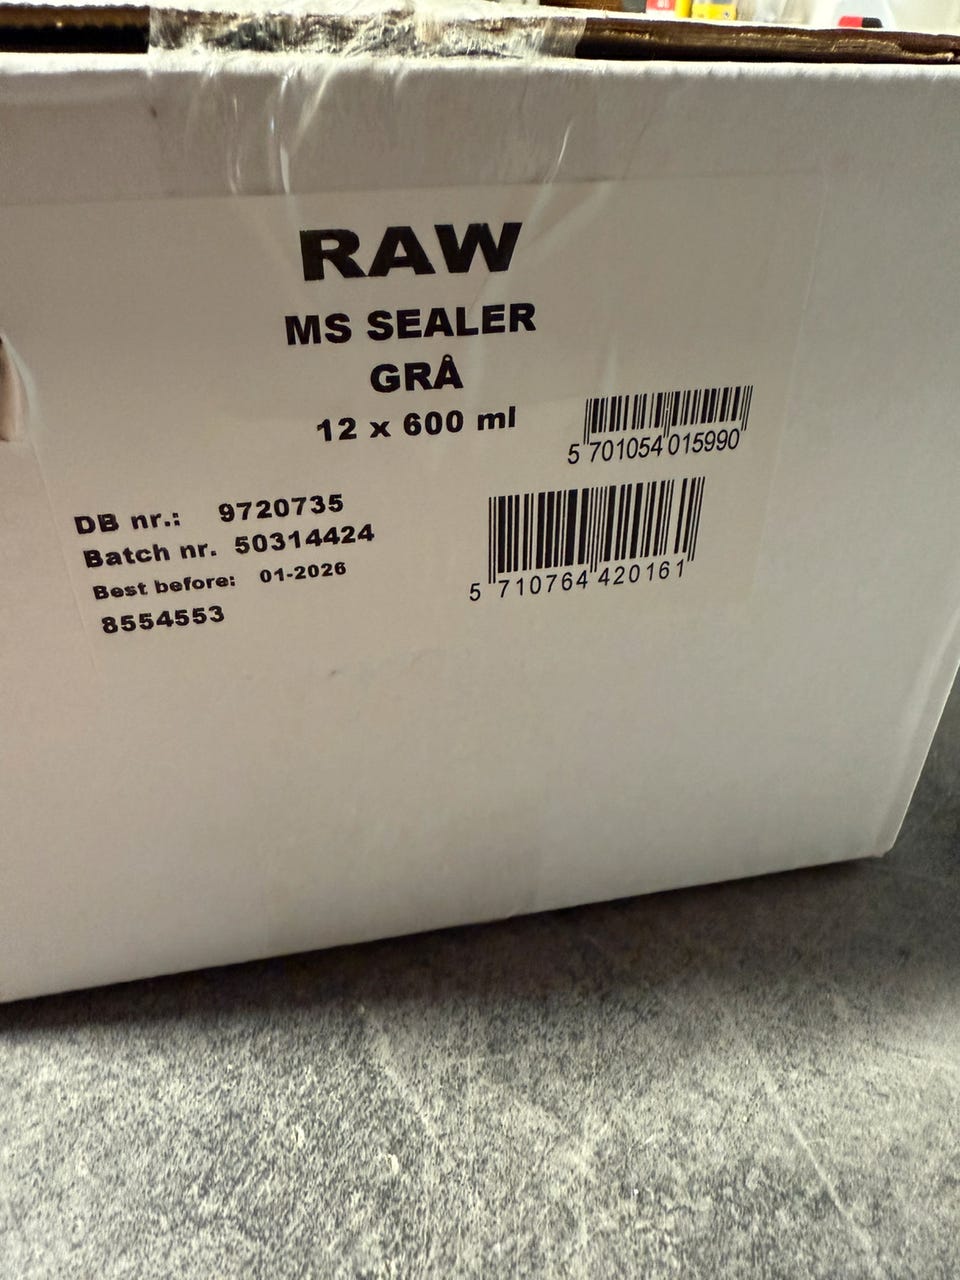 RAW
MS SEALER
GRÅ
12 x 600 ml
5 701054 015990
DB nr.: 9720735
Batch nr. 50314424
Best before: 01-2026
8554553
5 710764 420161